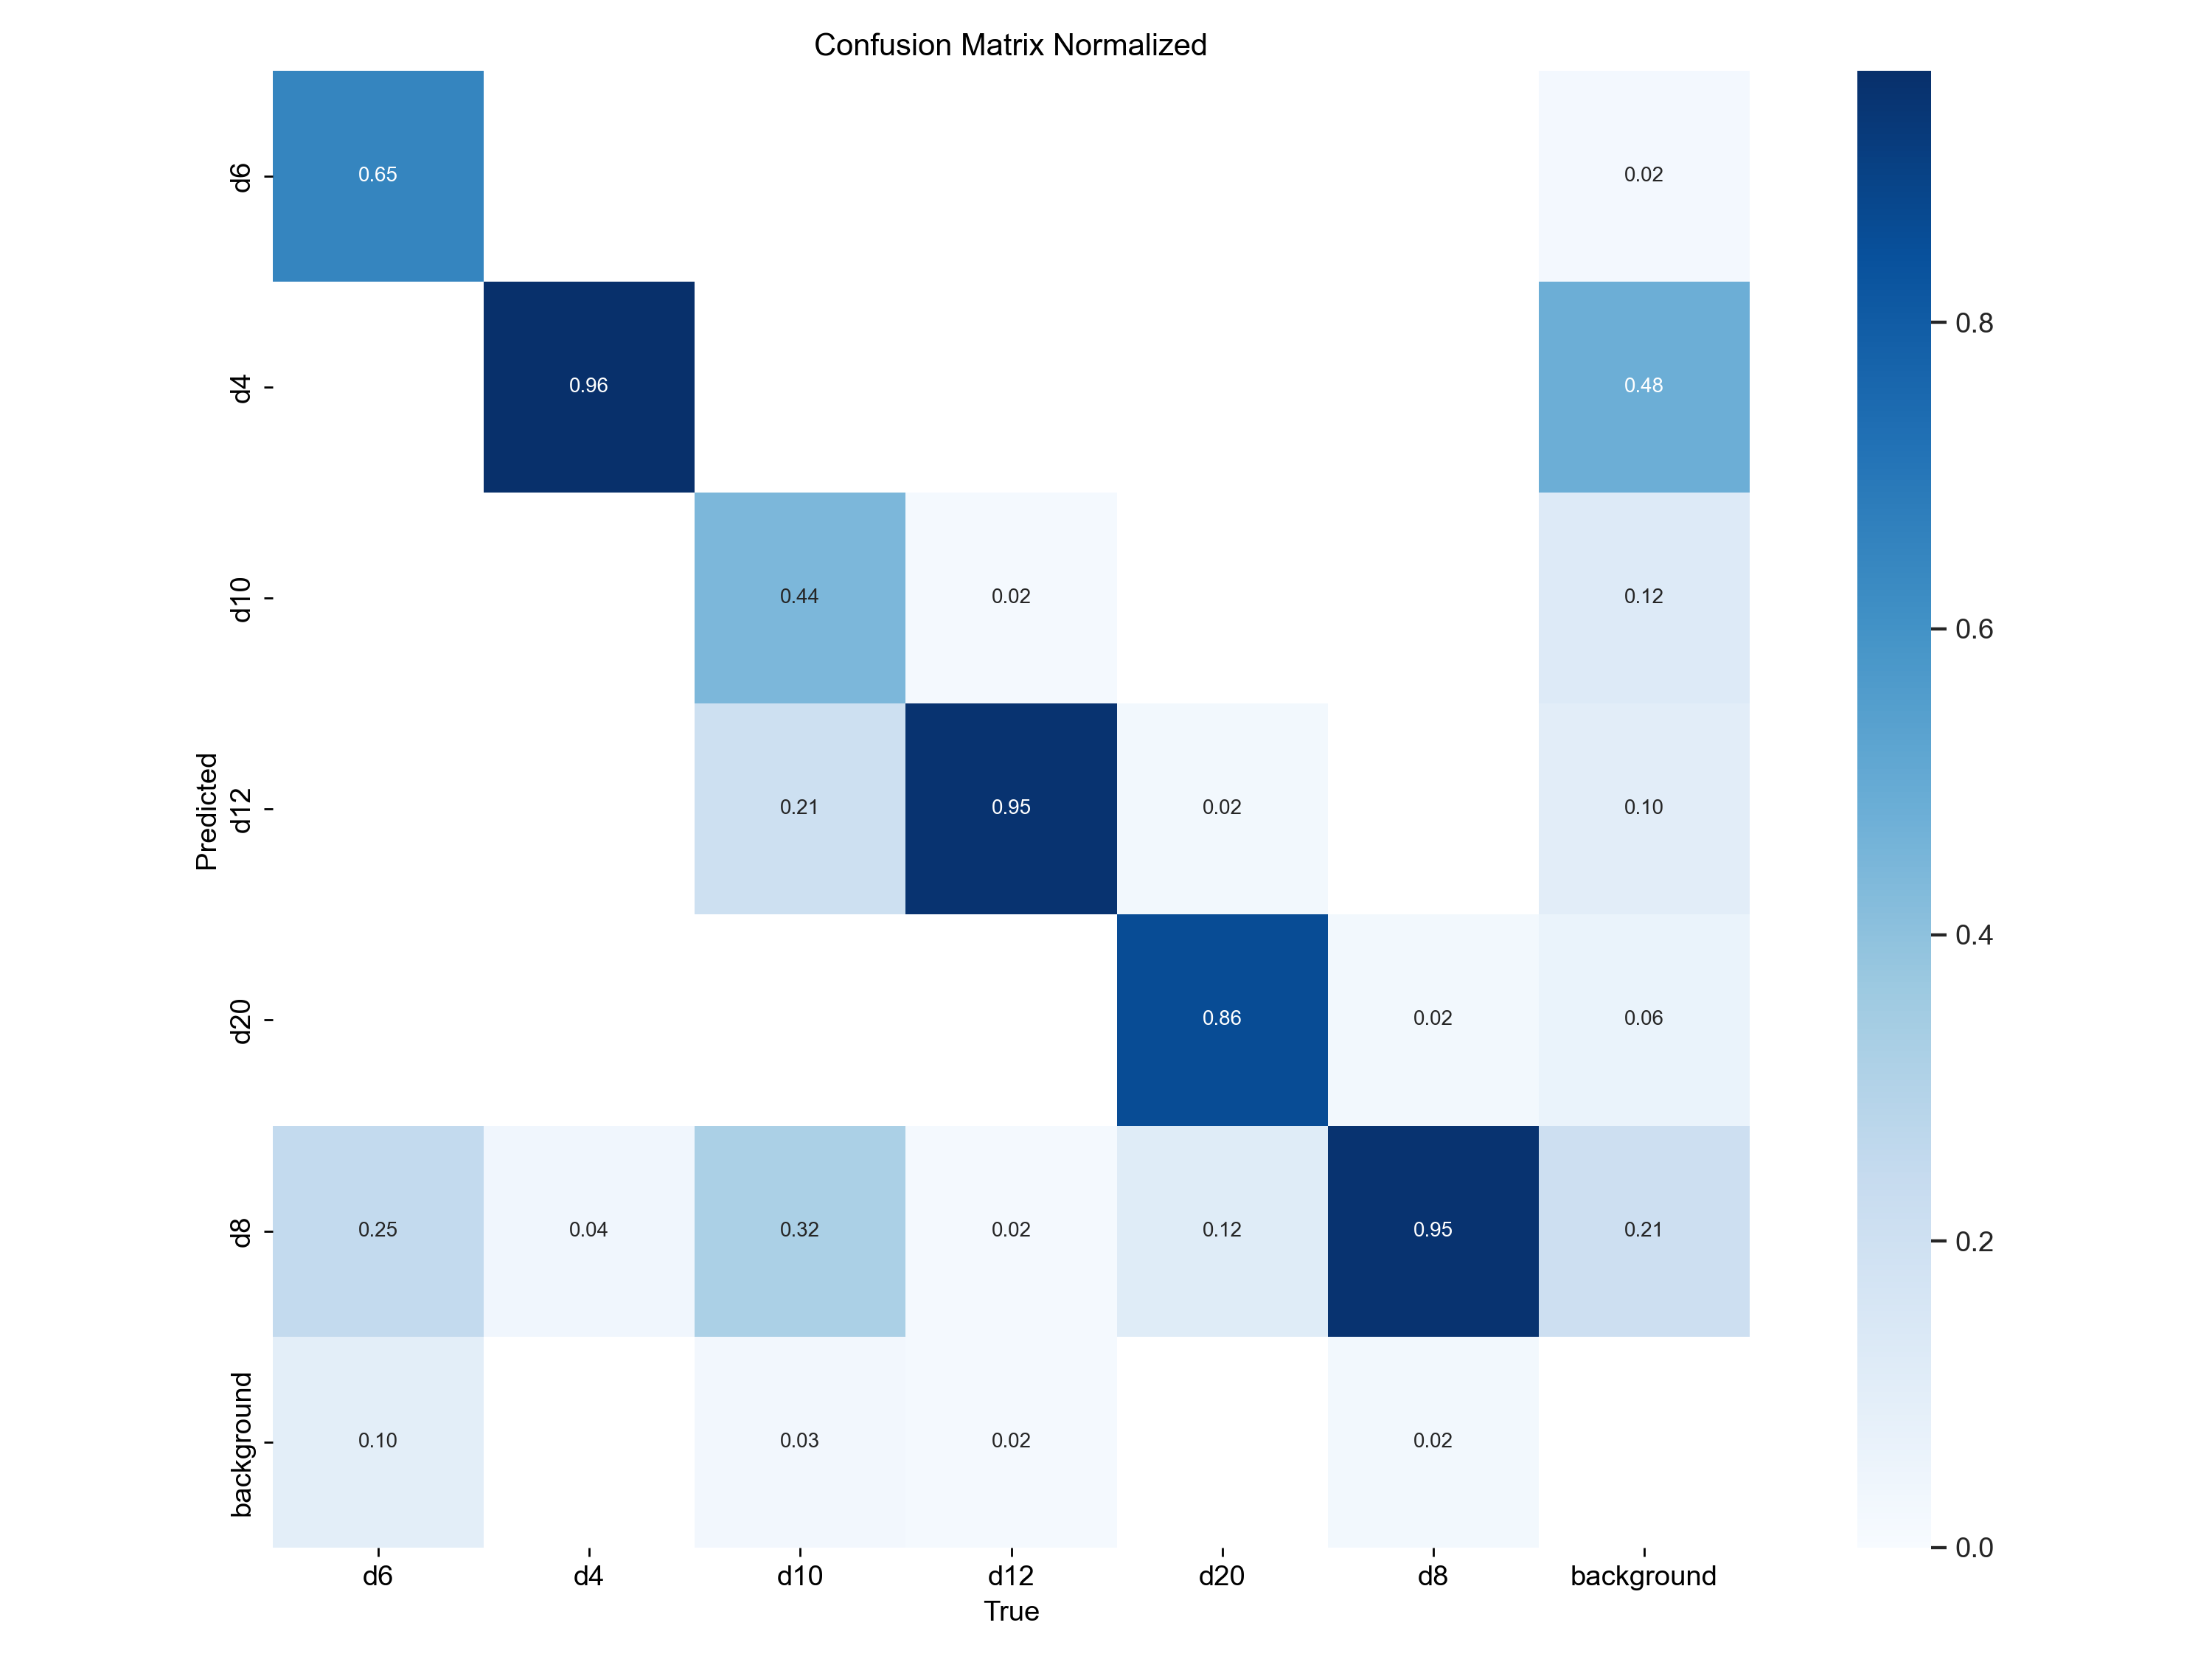 Confusion Matrix Normalized
d6 0.65 0.02
d4 0.96 0.48 0.8
d10 0.44 0.02 0.12 0.6
Predicted
d12 0.21 0.95 0.02 0.10
d20 0.86 0.02 0.06 0.4
d8 0.25 0.04 0.32 0.02 0.12 0.95 0.21 0.2
background 0.10 0.03 0.02 0.02 0.0
d6 d4 d10 d12 d20 d8 background
True